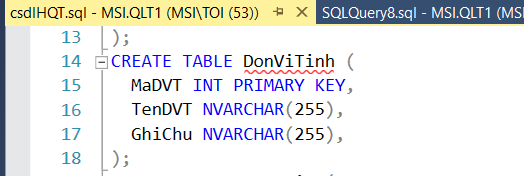 csdlHQT.sql - MSI.QLT1 (MSI\TOI (53))
SQLQuery8.sql - MSI.QLT1 (MS
13 );
14 CREATE TABLE DonViTinh (
15 MaDVT INT PRIMARY KEY,
16 TenDVT NVARCHAR(255),
17 GhiChu NVARCHAR(255),
18 );